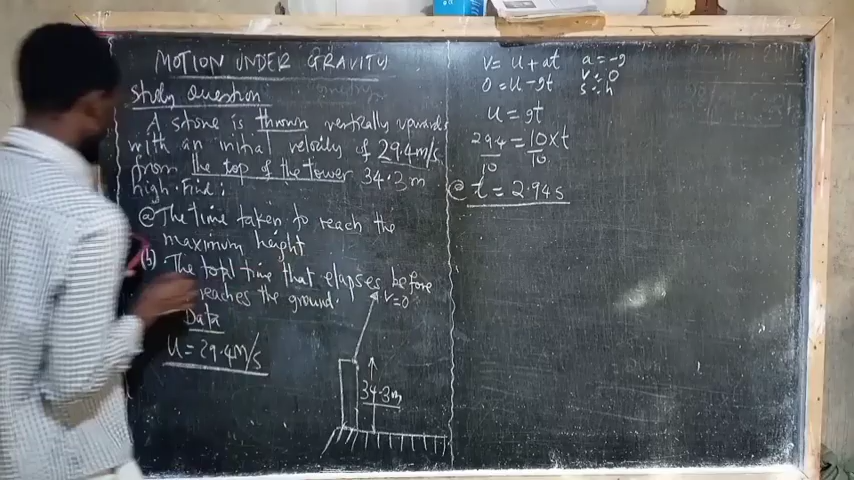 MOTION UNDER GRAVITY
Study Question
A stone is thrown vertically upwards
with an initial velocity of 29.4m/s
from the top of the tower 34.3m
high. Find;
(a) The time taken to reach the
maximum height
(b) The total time that elapses before
reaches the ground.
Data
U = 29.4m/s
V=0
34.3m
V = U + at
0 = U - gt
U = gt
29.4 = 10 x t
10 10
(a) t = 2.94s
a = -g
v = 0
s = h